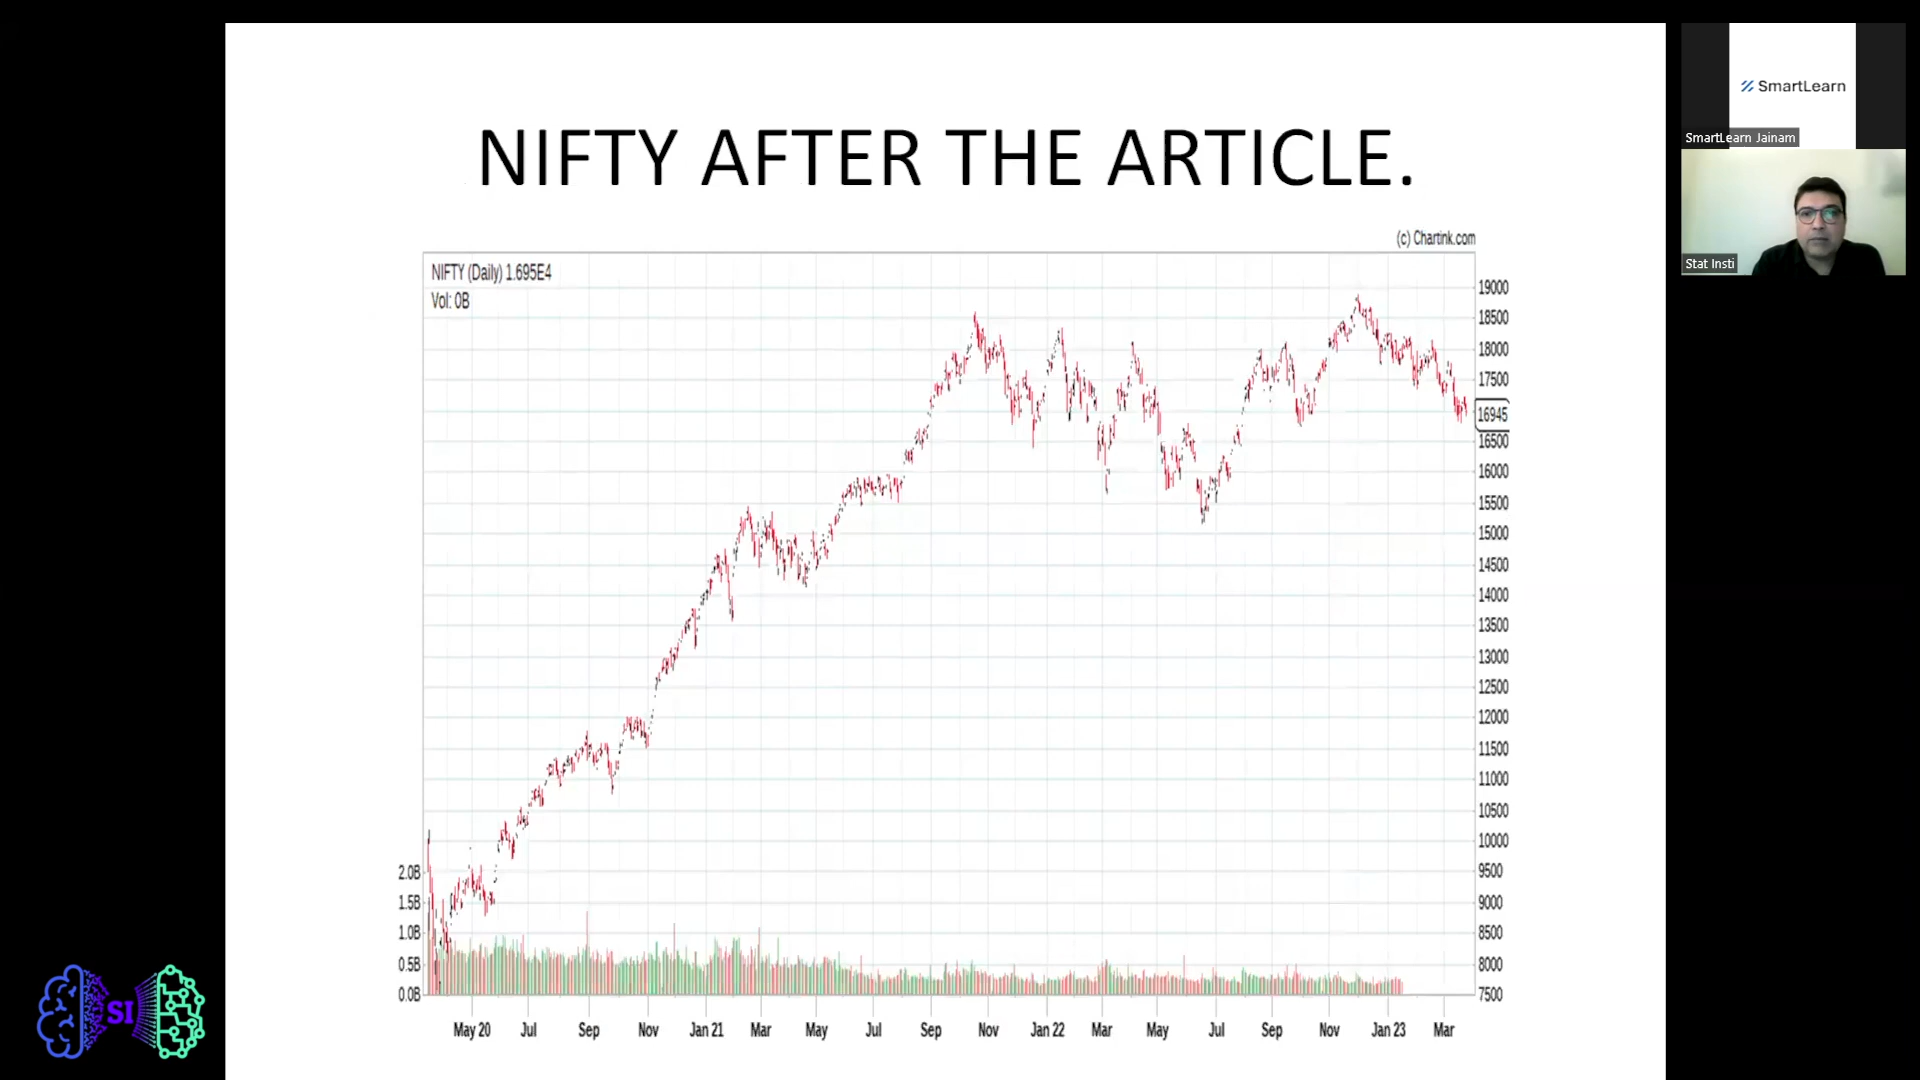 NIFTY AFTER THE ARTICLE.
(c) Chartink.com
NIFTY (Daily) 1.695E4
Vol: 0B
19000
18500
18000
17500
16945
16500
16000
15500
15000
14500
14000
13500
13000
12500
12000
11500
11000
10500
10000
9500
9000
8500
8000
7500
2.0B
1.5B
1.0B
0.5B
0.0B
May 20 Jul Sep Nov Jan 21 Mar May Jul Sep Nov Jan 22 Mar May Jul Sep Nov Jan 23 Mar
SmartLearn
SmartLearn Jainam
Stat Insti
SI